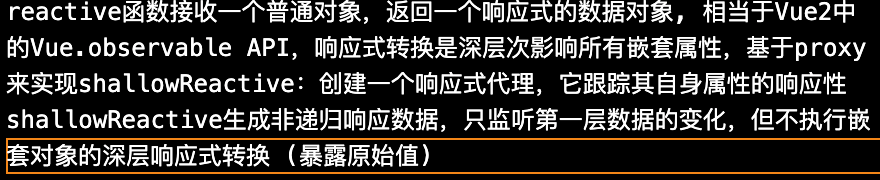 reactive函数接收一个普通对象，返回一个响应式的数据对象, 相当于Vue2中
的Vue.observable API，响应式转换是深层次影响所有嵌套属性，基于proxy
来实现shallowReactive：创建一个响应式代理，它跟踪其自身属性的响应性
shallowReactive生成非递归响应数据，只监听第一层数据的变化，但不执行嵌
套对象的深层响应式转换 (暴露原始值)